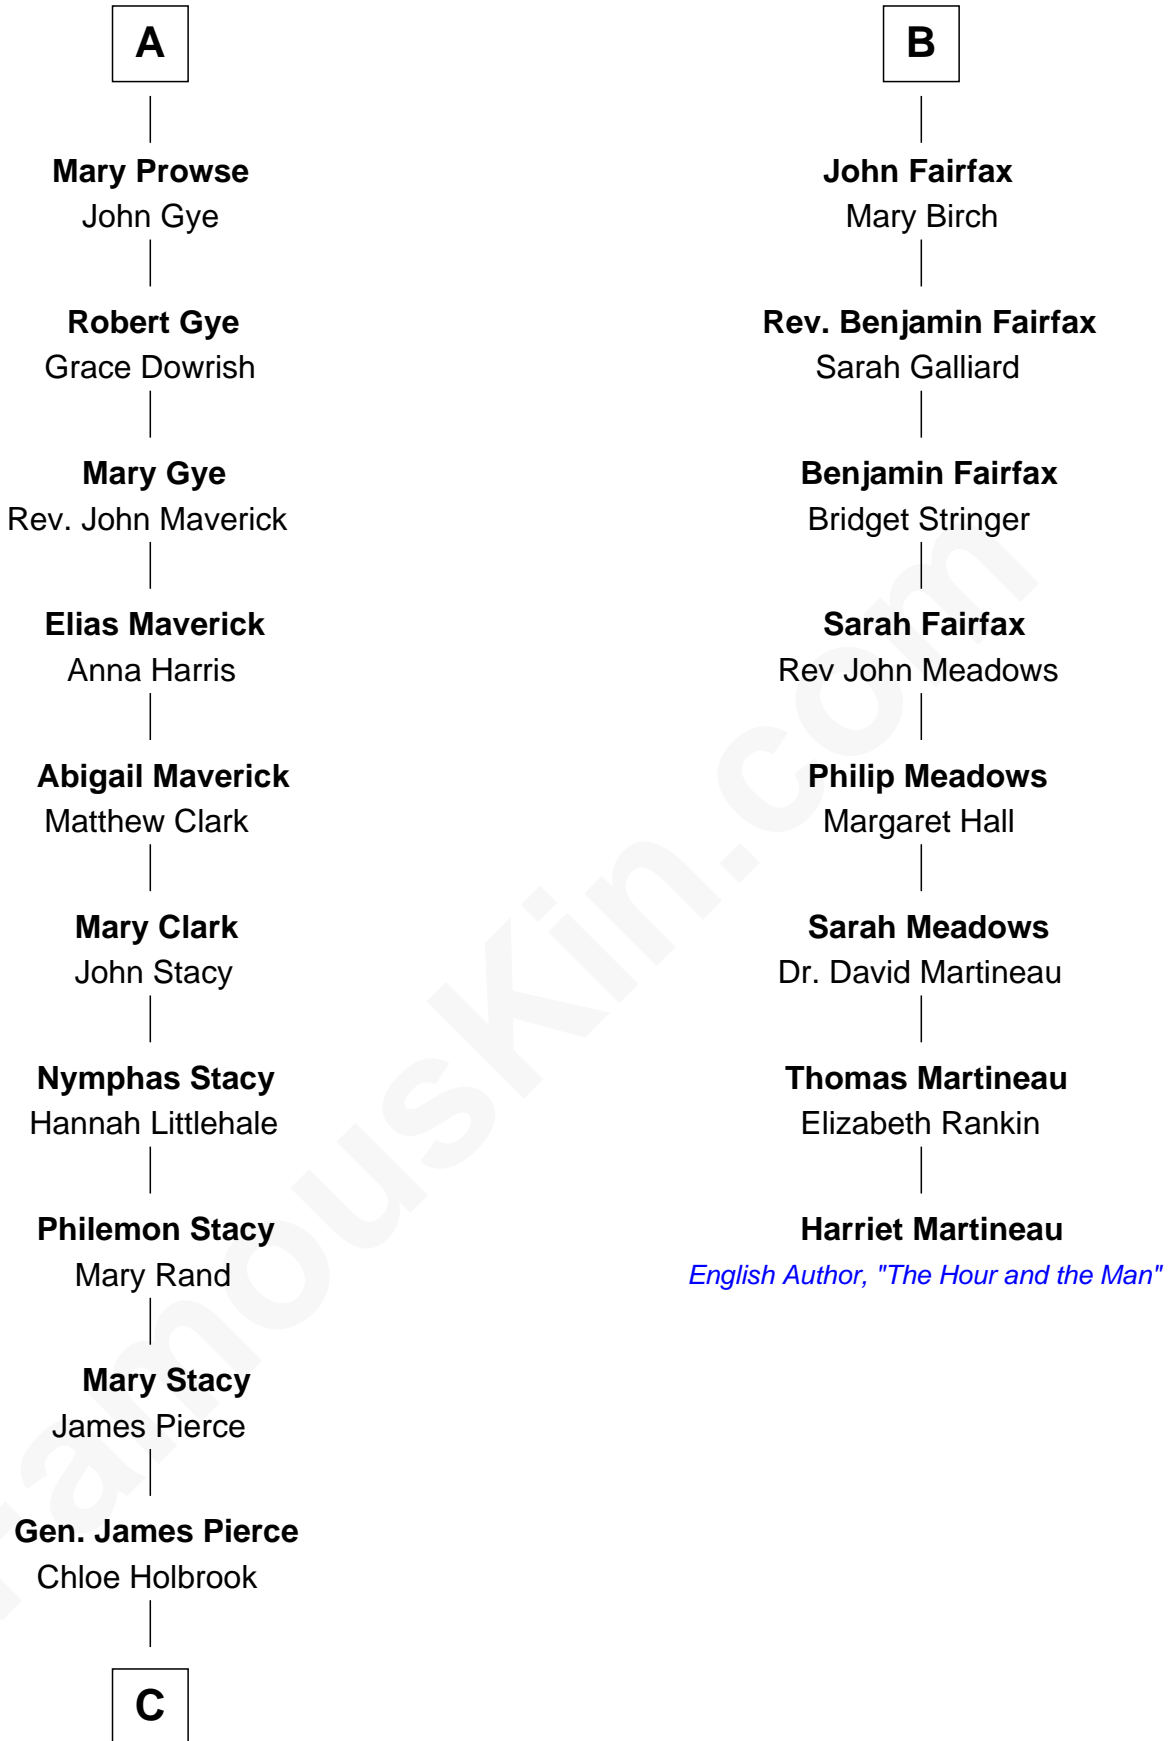 A
Mary Prowse
John Gye
Robert Gye
Grace Dowrish
Mary Gye
Rev. John Maverick
Elias Maverick
Anna Harris
Abigail Maverick
Matthew Clark
Mary Clark
John Stacy
Nymphas Stacy
Hannah Littlehale
Philemon Stacy
Mary Rand
Mary Stacy
James Pierce
Gen. James Pierce
Chloe Holbrook
C
B
John Fairfax
Mary Birch
Rev. Benjamin Fairfax
Sarah Galliard
Benjamin Fairfax
Bridget Stringer
Sarah Fairfax
Rev John Meadows
Philip Meadows
Margaret Hall
Sarah Meadows
Dr. David Martineau
Thomas Martineau
Elizabeth Rankin
Harriet Martineau
English Author, "The Hour and the Man"
FamousKin.com